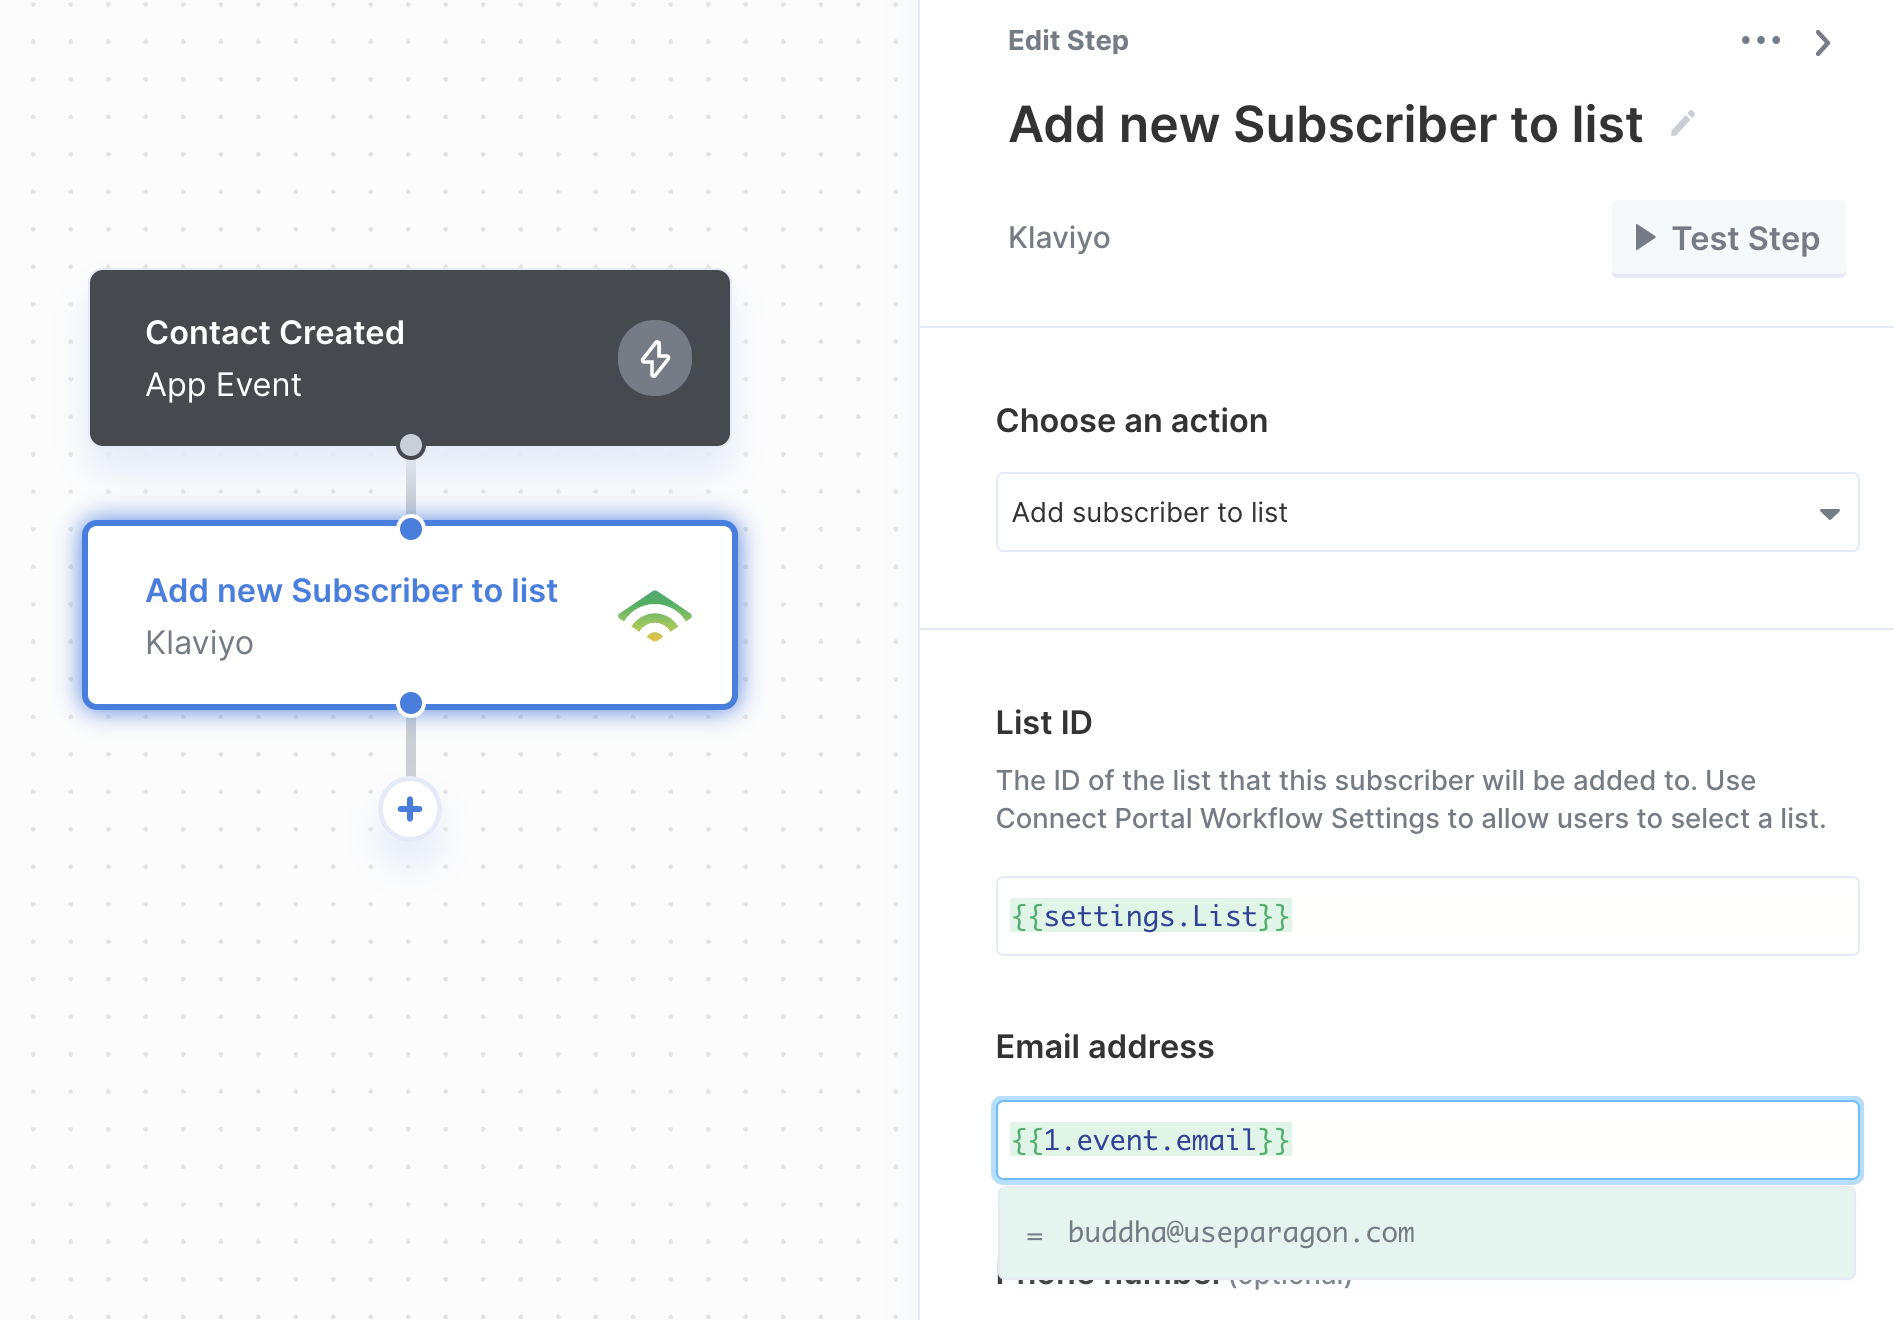 Contact Created
App Event
Add new Subscriber to list
Klaviyo
Edit Step
Add new Subscriber to list
Klaviyo
Test Step
Choose an action
Add subscriber to list
List ID
The ID of the list that this subscriber will be added to. Use
Connect Portal Workflow Settings to allow users to select a list.
{{settings.List}}
Email address
{{1.event.email}}
= buddha@useparagon.com
Phone number (optional)